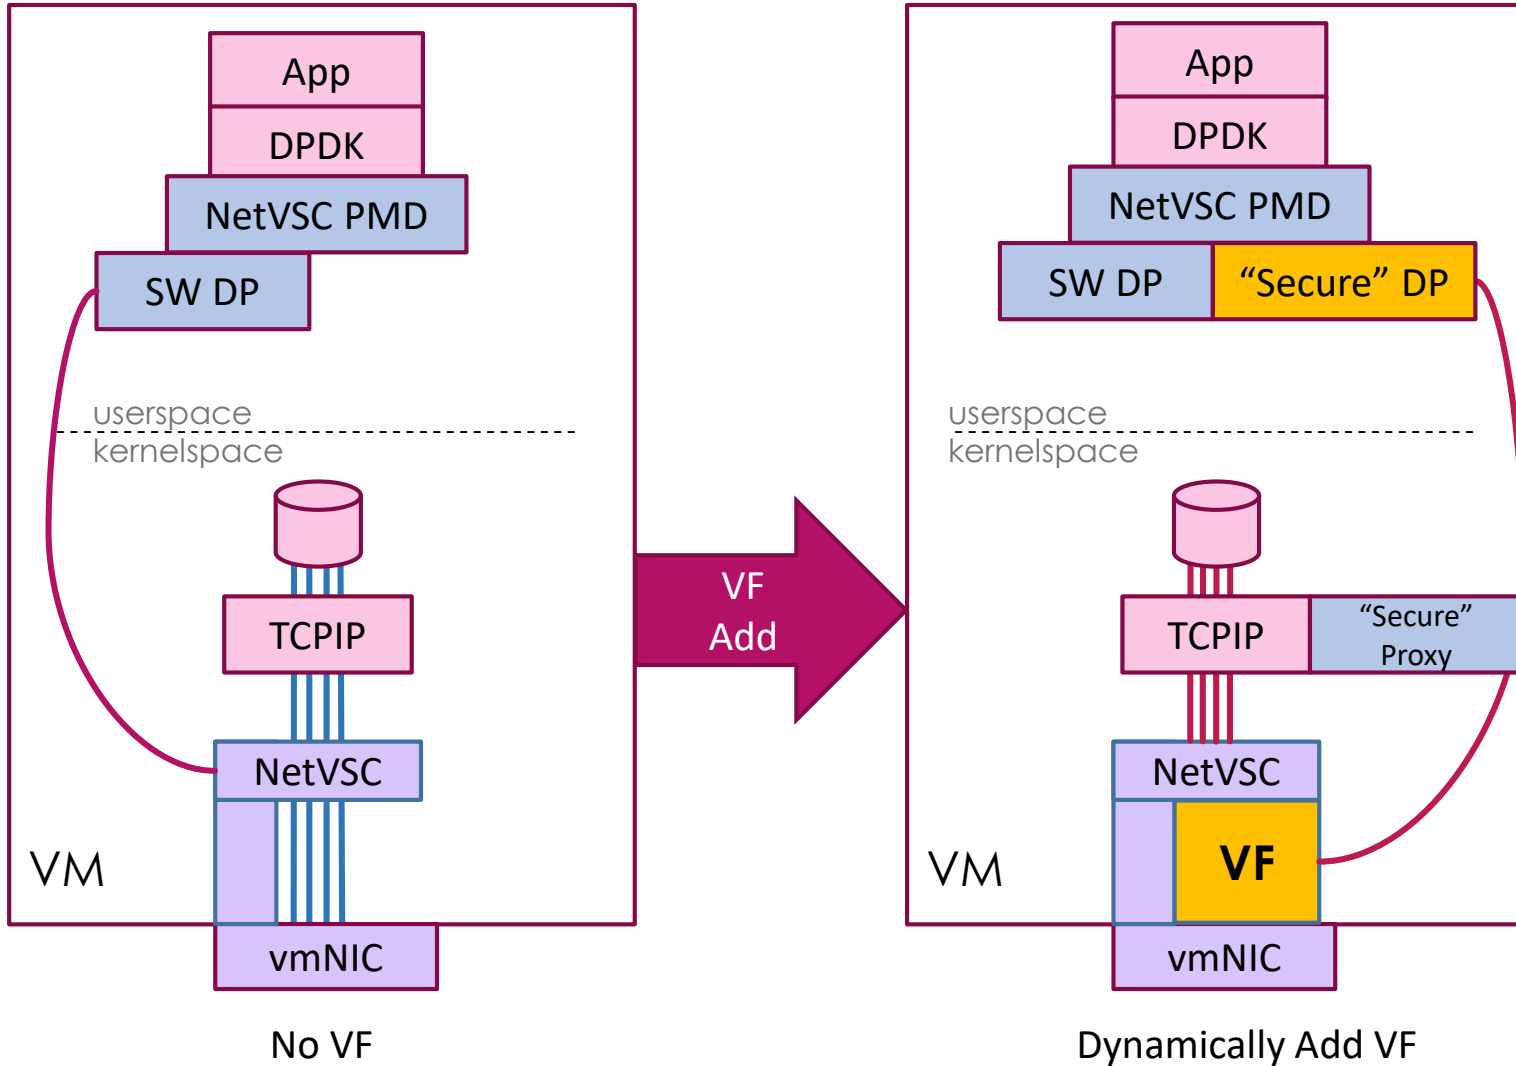 App
DPDK
NetVSC PMD
SW DP
userspace
kernelspace
TCPIP
NetVSC
VM
vmNIC
No VF
VF
Add
App
DPDK
NetVSC PMD
SW DP
“Secure” DP
userspace
kernelspace
TCPIP
“Secure”
Proxy
NetVSC
VF
VM
vmNIC
Dynamically Add VF